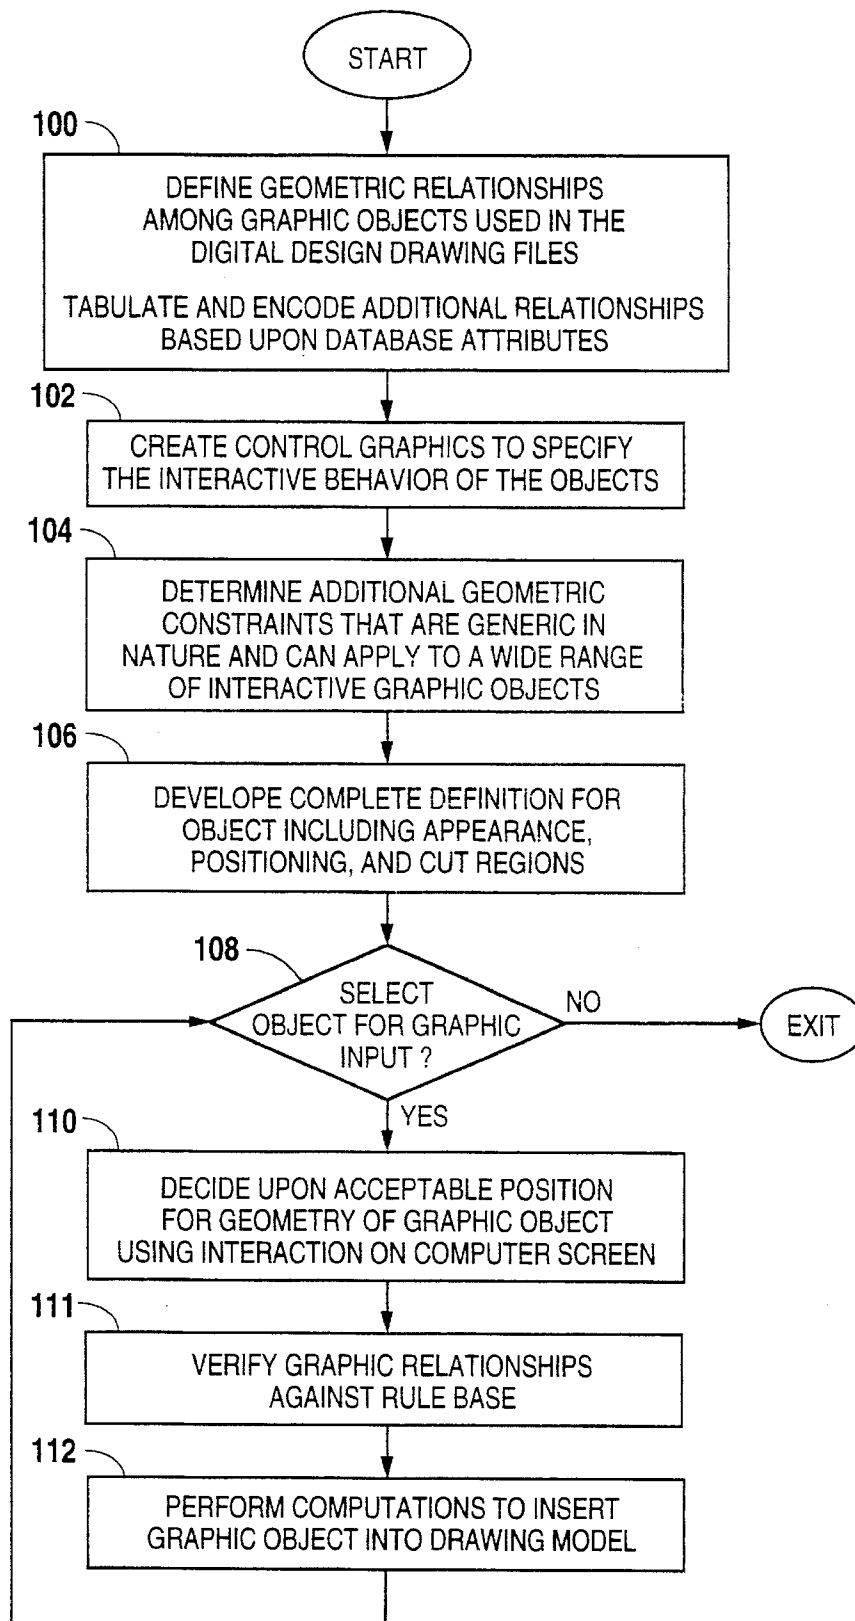 START
100
DEFINE GEOMETRIC RELATIONSHIPS
AMONG GRAPHIC OBJECTS USED IN THE
DIGITAL DESIGN DRAWING FILES
TABULATE AND ENCODE ADDITIONAL RELATIONSHIPS
BASED UPON DATABASE ATTRIBUTES
102
CREATE CONTROL GRAPHICS TO SPECIFY
THE INTERACTIVE BEHAVIOR OF THE OBJECTS
104
DETERMINE ADDITIONAL GEOMETRIC
CONSTRAINTS THAT ARE GENERIC IN
NATURE AND CAN APPLY TO A WIDE RANGE
OF INTERACTIVE GRAPHIC OBJECTS
106
DEVELOPE COMPLETE DEFINITION FOR
OBJECT INCLUDING APPEARANCE,
POSITIONING, AND CUT REGIONS
108
SELECT
OBJECT FOR GRAPHIC
INPUT ?
NO
EXIT
YES
110
DECIDE UPON ACCEPTABLE POSITION
FOR GEOMETRY OF GRAPHIC OBJECT
USING INTERACTION ON COMPUTER SCREEN
111
VERIFY GRAPHIC RELATIONSHIPS
AGAINST RULE BASE
112
PERFORM COMPUTATIONS TO INSERT
GRAPHIC OBJECT INTO DRAWING MODEL